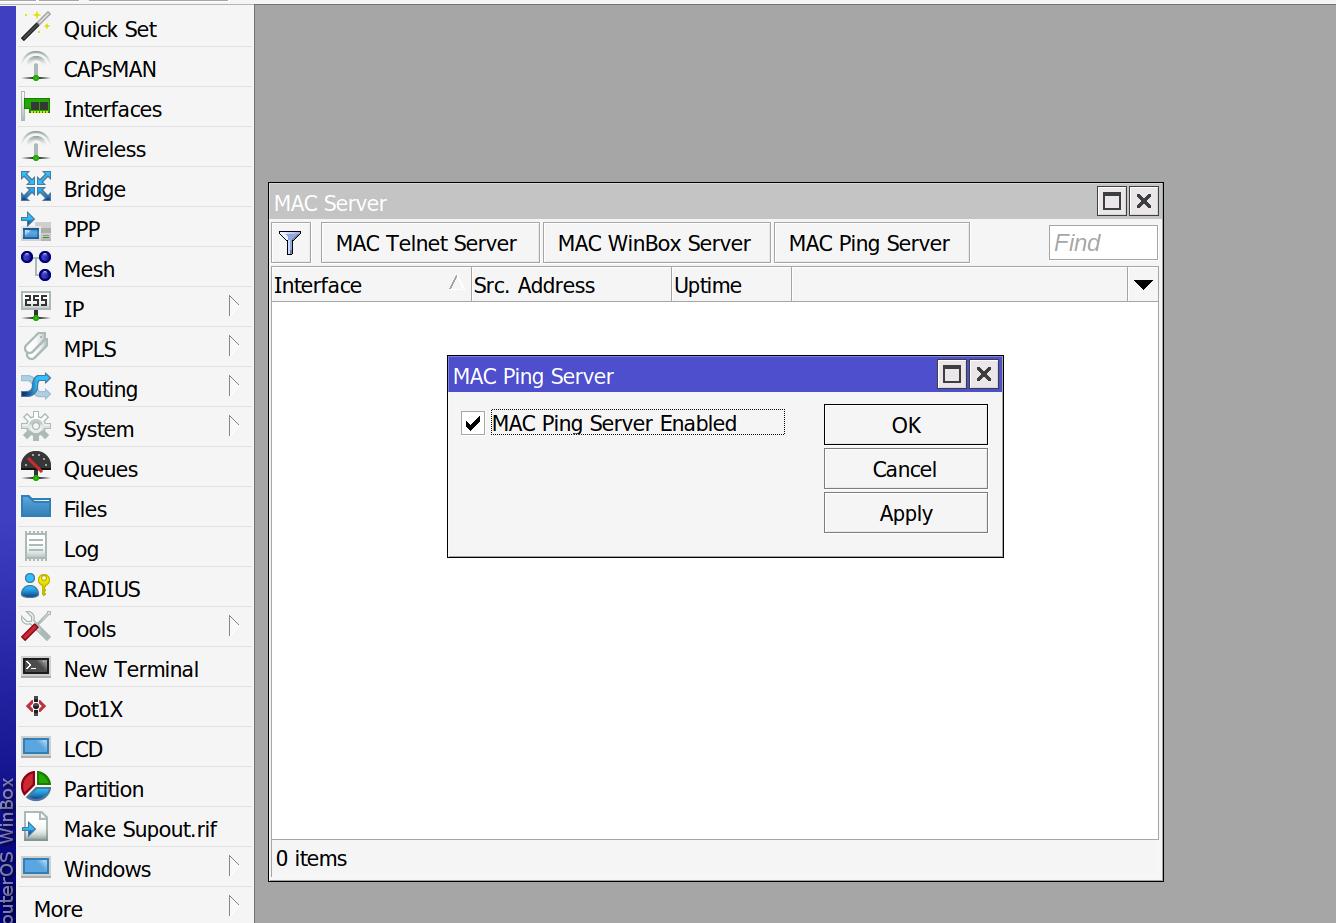 Quick Set
CAPsMAN
Interfaces
Wireless
Bridge
PPP
Mesh
255 IP
MPLS
Routing
System
Queues
Files
Log
RADIUS
Tools
New Terminal
Dot1X
LCD
Partition
Make Supout.rif
Windows
More
outerOS WinBox
MAC Server
MAC Telnet Server MAC WinBox Server MAC Ping Server Find
Interface Src. Address Uptime
MAC Ping Server
MAC Ping Server Enabled
OK
Cancel
Apply
0 items